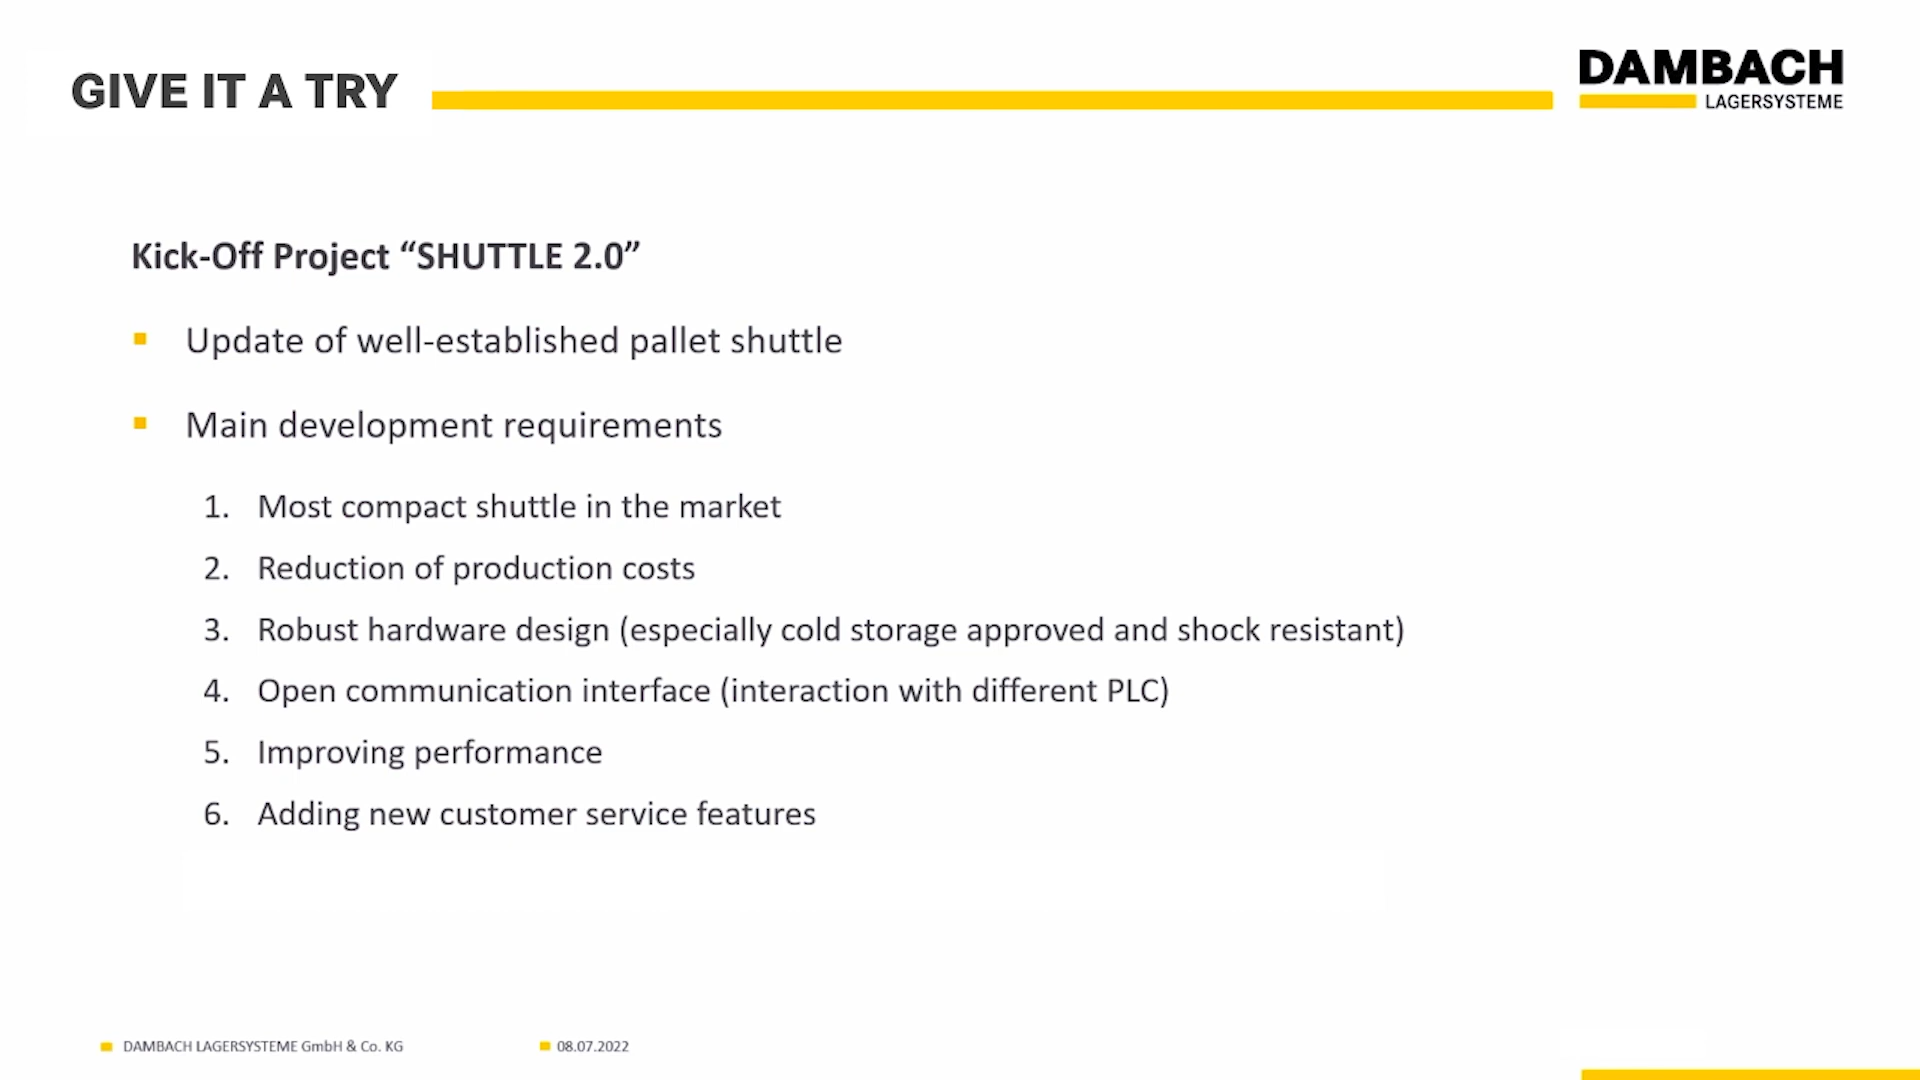 GIVE IT A TRY
DAMBACH
LAGERSYSTEME
Kick-Off Project “SHUTTLE 2.0”
▪ Update of well-established pallet shuttle
▪ Main development requirements
1. Most compact shuttle in the market
2. Reduction of production costs
3. Robust hardware design (especially cold storage approved and shock resistant)
4. Open communication interface (interaction with different PLC)
5. Improving performance
6. Adding new customer service features
DAMBACH LAGERSYSTEME GmbH & Co. KG
08.07.2022